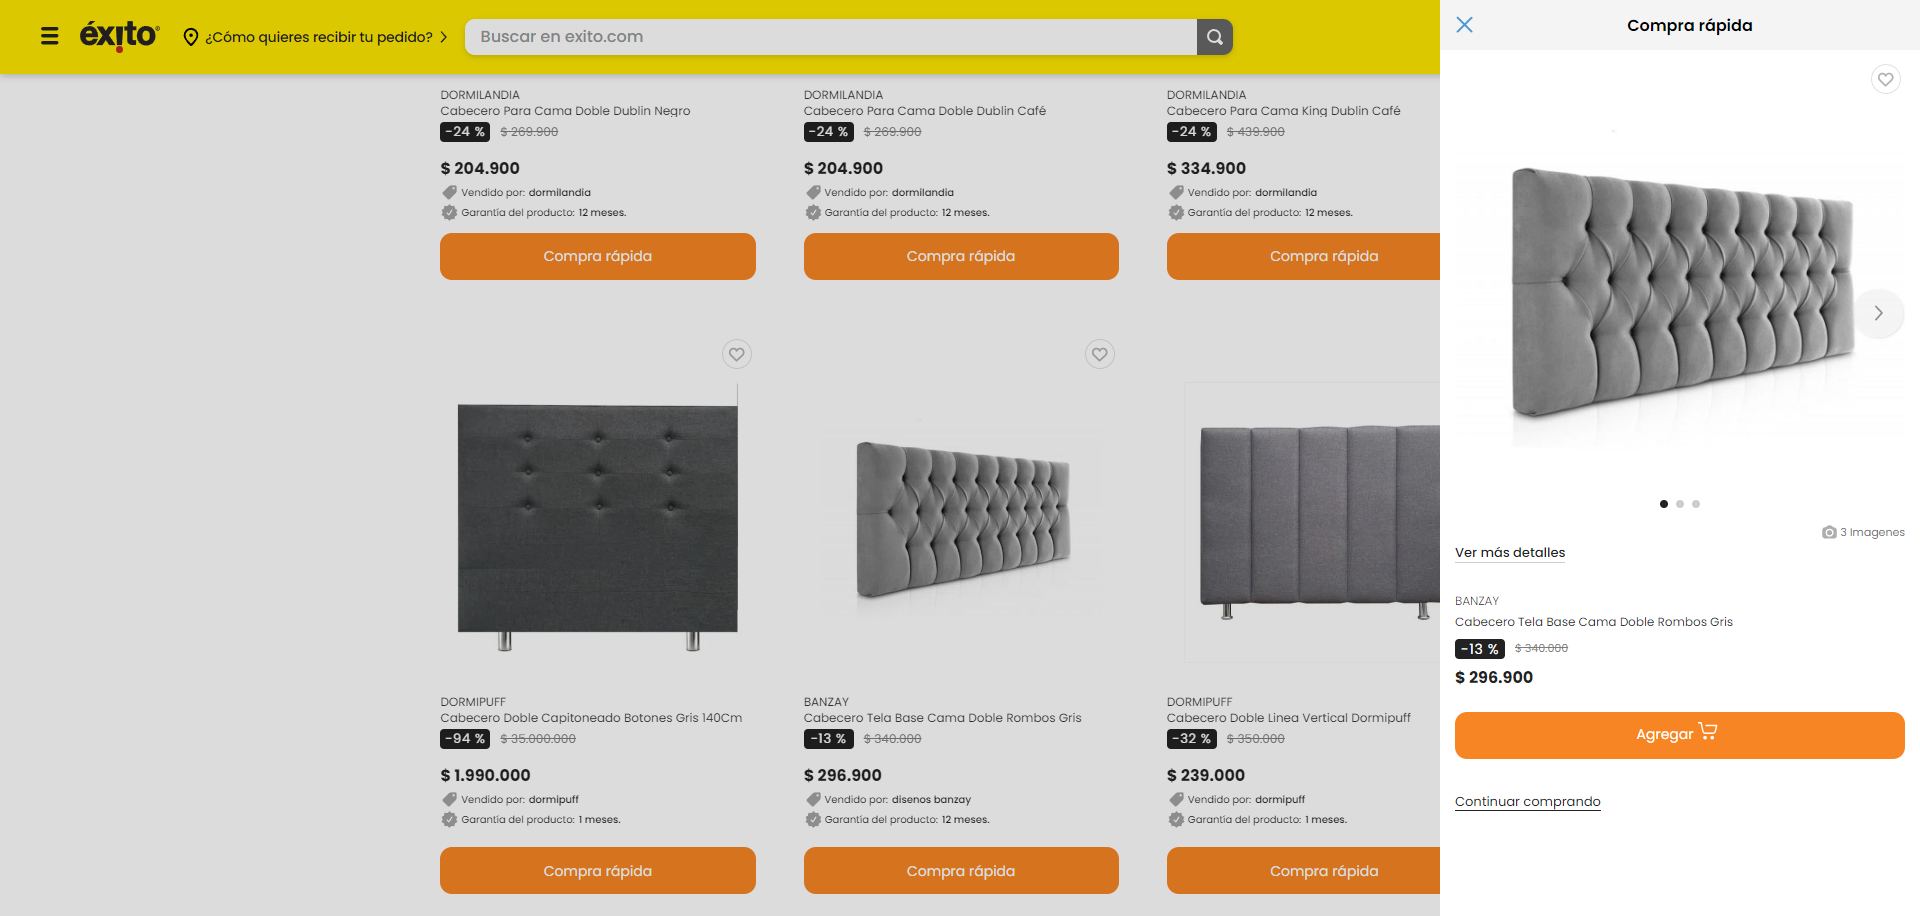 éxito
¿Cómo quieres recibir tu pedido?
Buscar en exito.com
DORMILANDIA
Cabecero Para Cama Doble Dublin Negro
-24 % $ 269.900
$ 204.900
Vendido por: dormilandia
Garantía del producto: 12 meses.
Compra rápida
DORMILANDIA
Cabecero Para Cama Doble Dublin Café
-24 % $ 269.900
$ 204.900
Vendido por: dormilandia
Garantía del producto: 12 meses.
Compra rápida
DORMILANDIA
Cabecero Para Cama King Dublin Café
-24 % $ 439.900
$ 334.900
Vendido por: dormilandia
Garantía del producto: 12 meses.
Compra rápida
DORMIPUFF
Cabecero Doble Capitoneado Botones Gris 140Cm
-94 % $ 35.000.000
$ 1.990.000
Vendido por: dormipuff
Garantía del producto: 1 meses.
Compra rápida
BANZAY
Cabecero Tela Base Cama Doble Rombos Gris
-13 % $ 340.000
$ 296.900
Vendido por: disenos banzay
Garantía del producto: 12 meses.
Compra rápida
DORMIPUFF
Cabecero Doble Linea Vertical Dormipuff
-32 % $ 350.000
$ 239.000
Vendido por: dormipuff
Garantía del producto: 1 meses.
Compra rápida
Compra rápida
3 Imagenes
Ver más detalles
BANZAY
Cabecero Tela Base Cama Doble Rombos Gris
-13 % $ 340.000
$ 296.900
Agregar
Continuar comprando